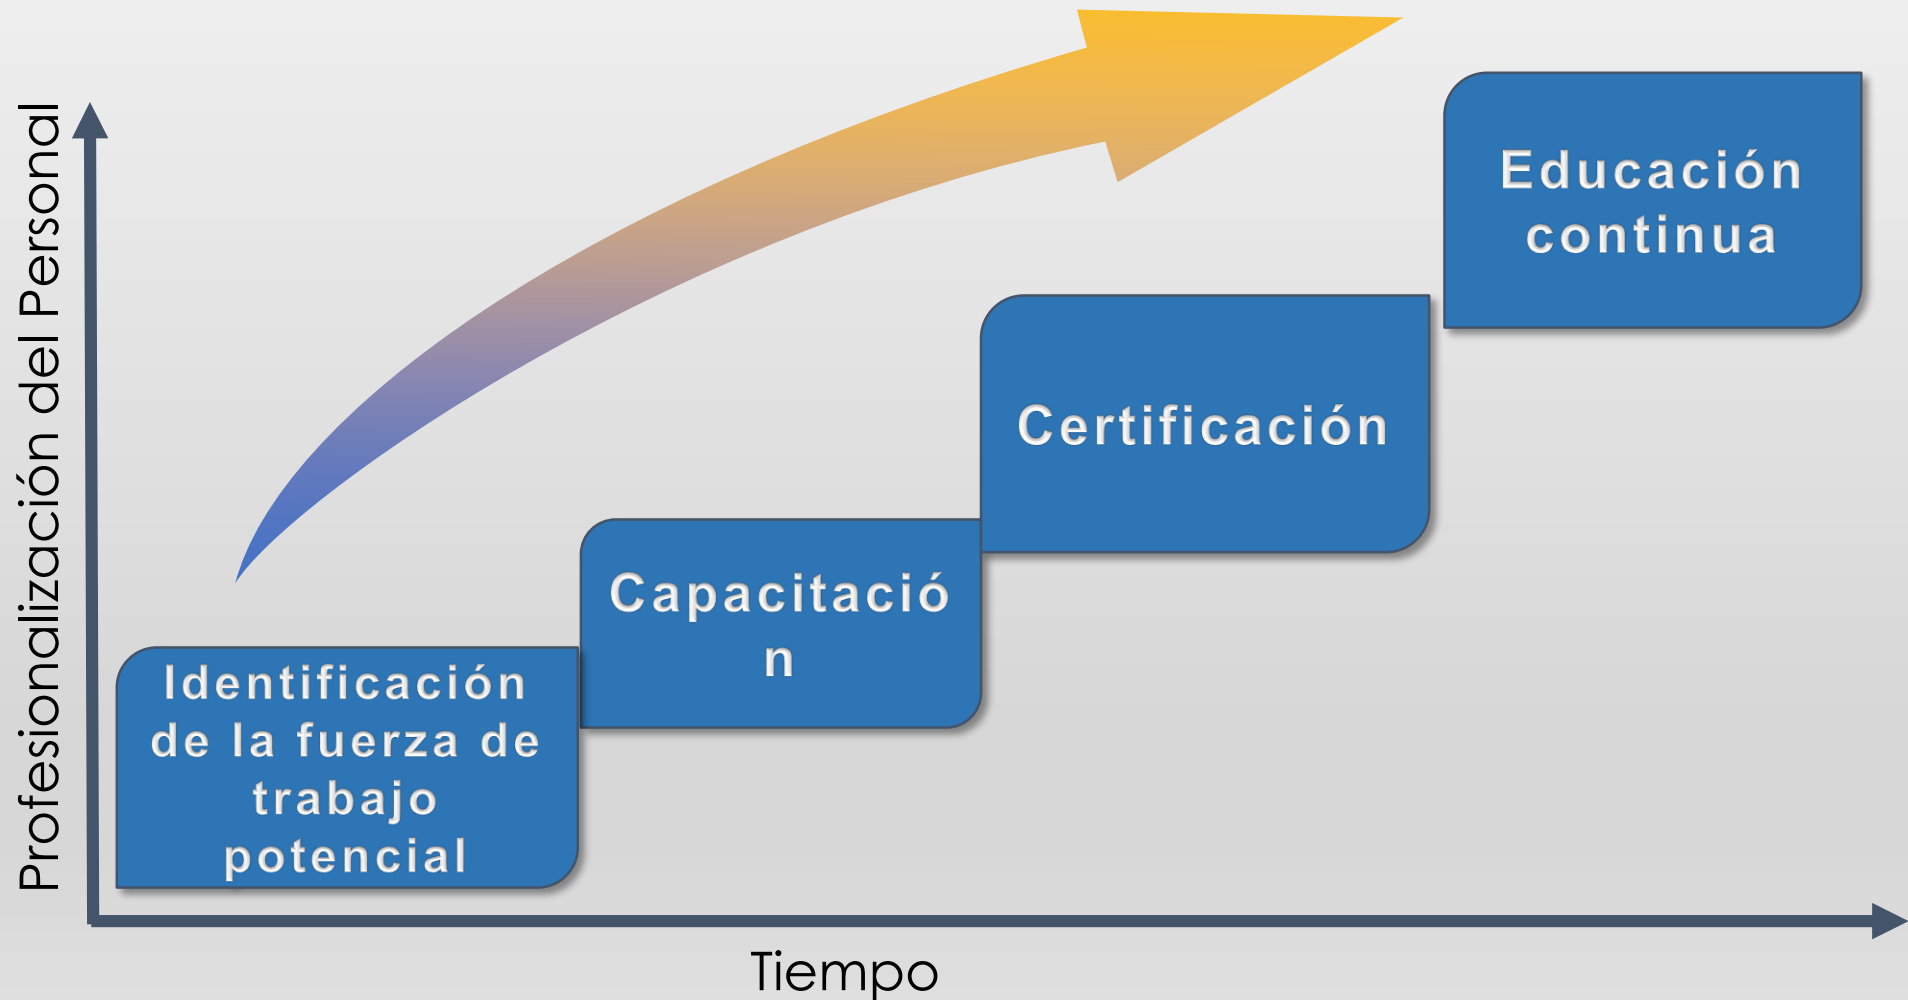 Profesionalización del Personal
Identificación
de la fuerza de
trabajo
potencial
Capacitació
n
Certificación
Educación
continua
Tiempo